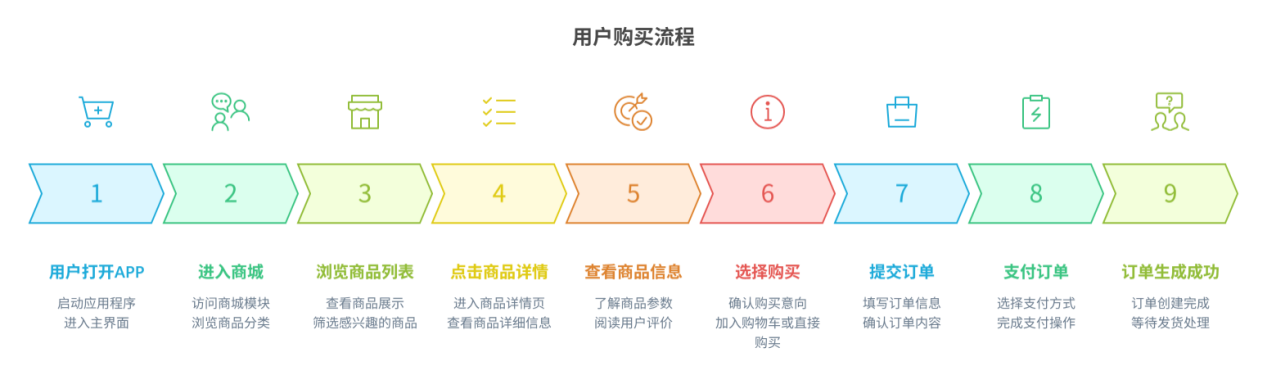 用户购买流程
1
2
3
4
5
6
7
8
9
用户打开APP
启动应用程序
进入主界面
进入商城
访问商城模块
浏览商品分类
浏览商品列表
查看商品展示
筛选感兴趣的商品
点击商品详情
进入商品详情页
查看商品详细信息
查看商品信息
了解商品参数
阅读用户评价
选择购买
确认购买意向
加入购物车或直接
购买
提交订单
填写订单信息
确认订单内容
支付订单
选择支付方式
完成支付操作
订单生成成功
订单创建完成
等待发货处理